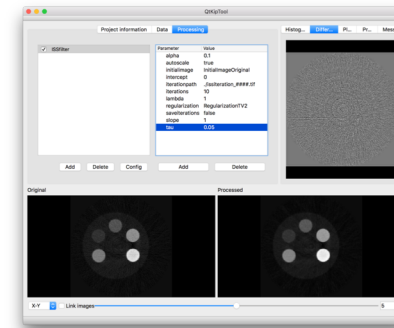 QtKipTool
Project information Data Processing
Histog... Differ... Pl... Pr... Mess
ISSfilter
Parameter Value
alpha 0.1
autoscale true
initialimage InitialImageOriginal
intercept 0
iterationpath ./issiteration_####.tif
iterations 10
lambda 1
regularization RegularizationTV2
saveiterations false
slope 1
tau 0.05
Add Delete Config Add Delete
Original Processed
X-Y Link images 5